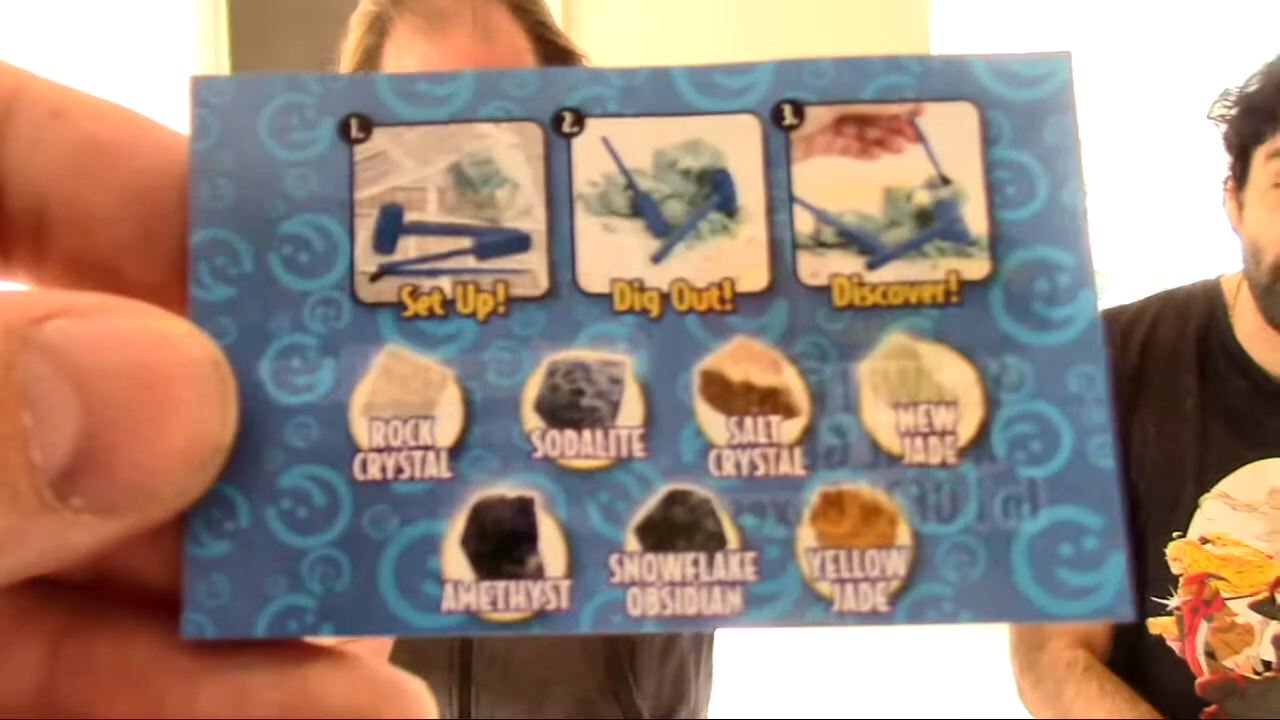 1.
2.
3.
Set Up!
Dig Out!
Discover!
ROCK
CRYSTAL
SODALITE
SALT
CRYSTAL
NEW
JADE
AMETHYST
SNOWFLAKE
OBSIDIAN
YELLOW
JADE